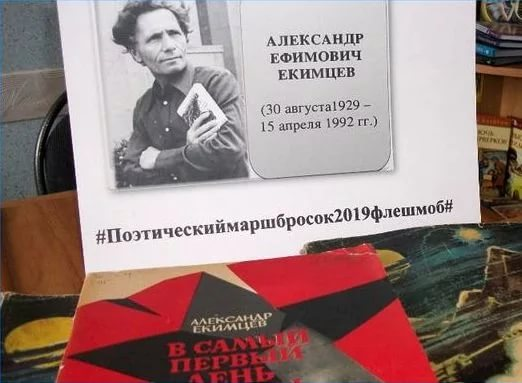 АЛЕКСАНДР
ЕФИМОВИЧ
ЕКИМЦЕВ
(30 августа1929 –
15 апреля 1992 гг.)
#Поэтическиймаршбросок2019флешмоб#
АЛЕКСАНДР
ЕКИМЦЕВ
В САМЫЙ
ПЕРВЫЙ
ДЕНЬ